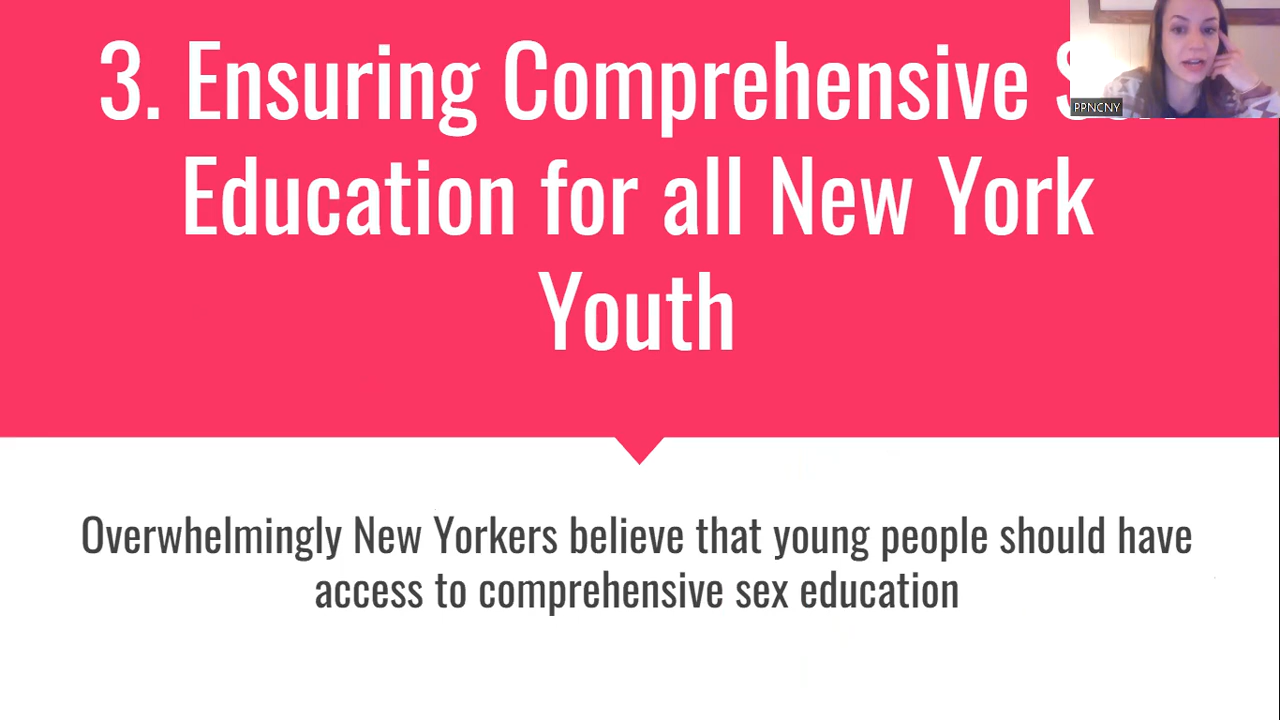 3. Ensuring Comprehensive
Education for all New York
Youth
PPNCNY
Overwhelmingly New Yorkers believe that young people should have
access to comprehensive sex education